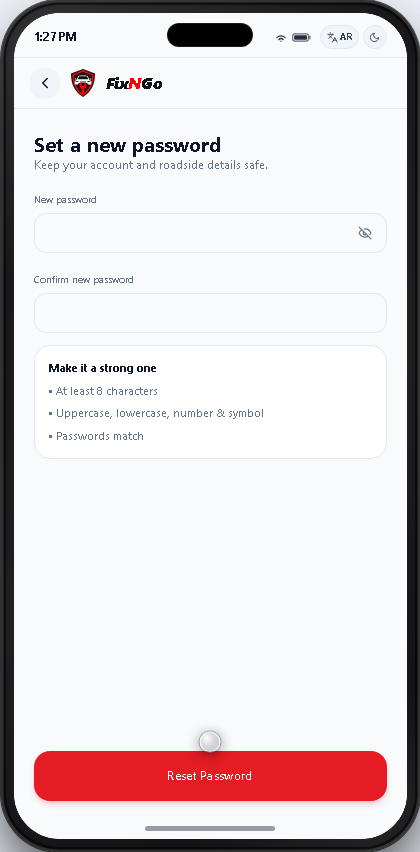 1:27 PM
AR
FixNGo
Set a new password
Keep your account and roadside details safe.
New password
Confirm new password
Make it a strong one
• At least 8 characters
• Uppercase, lowercase, number & symbol
• Passwords match
Reset Password